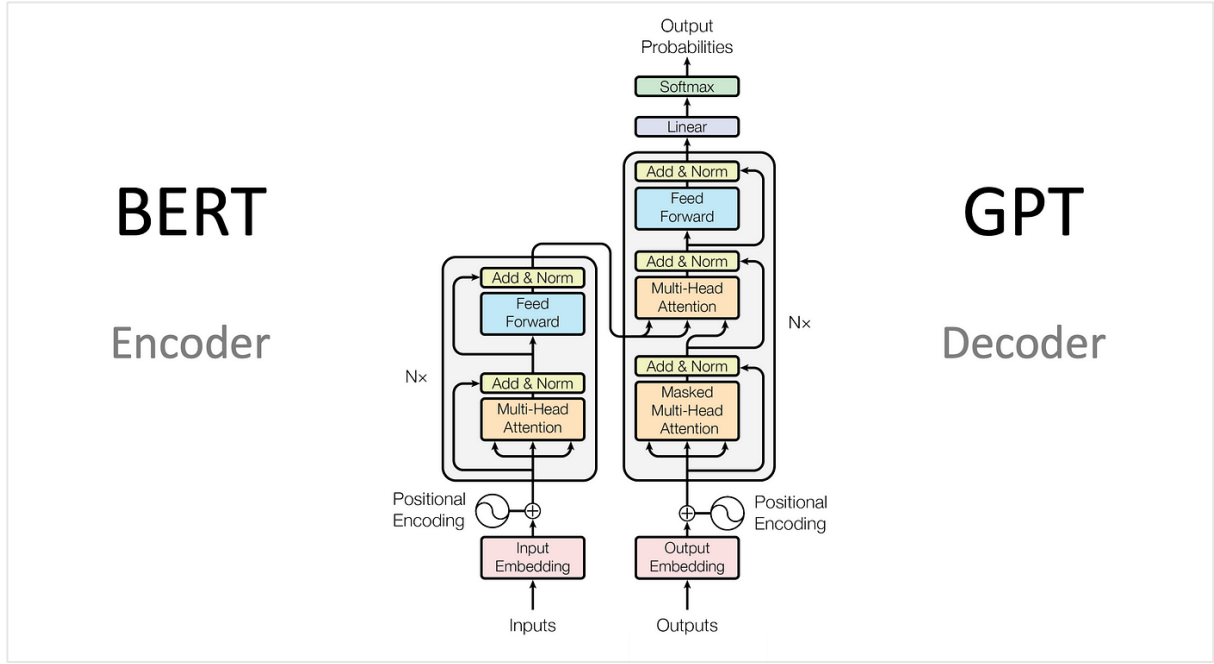 BERT
Encoder
Output
Probabilities
Softmax
Linear
Add & Norm
Feed
Forward
Add & Norm
Multi-Head
Attention
Add & Norm
Masked
Multi-Head
Attention
N×
Positional
Encoding
Output
Embedding
Outputs
Add & Norm
Feed
Forward
Add & Norm
Multi-Head
Attention
N×
Positional
Encoding
Input
Embedding
Inputs
GPT
Decoder